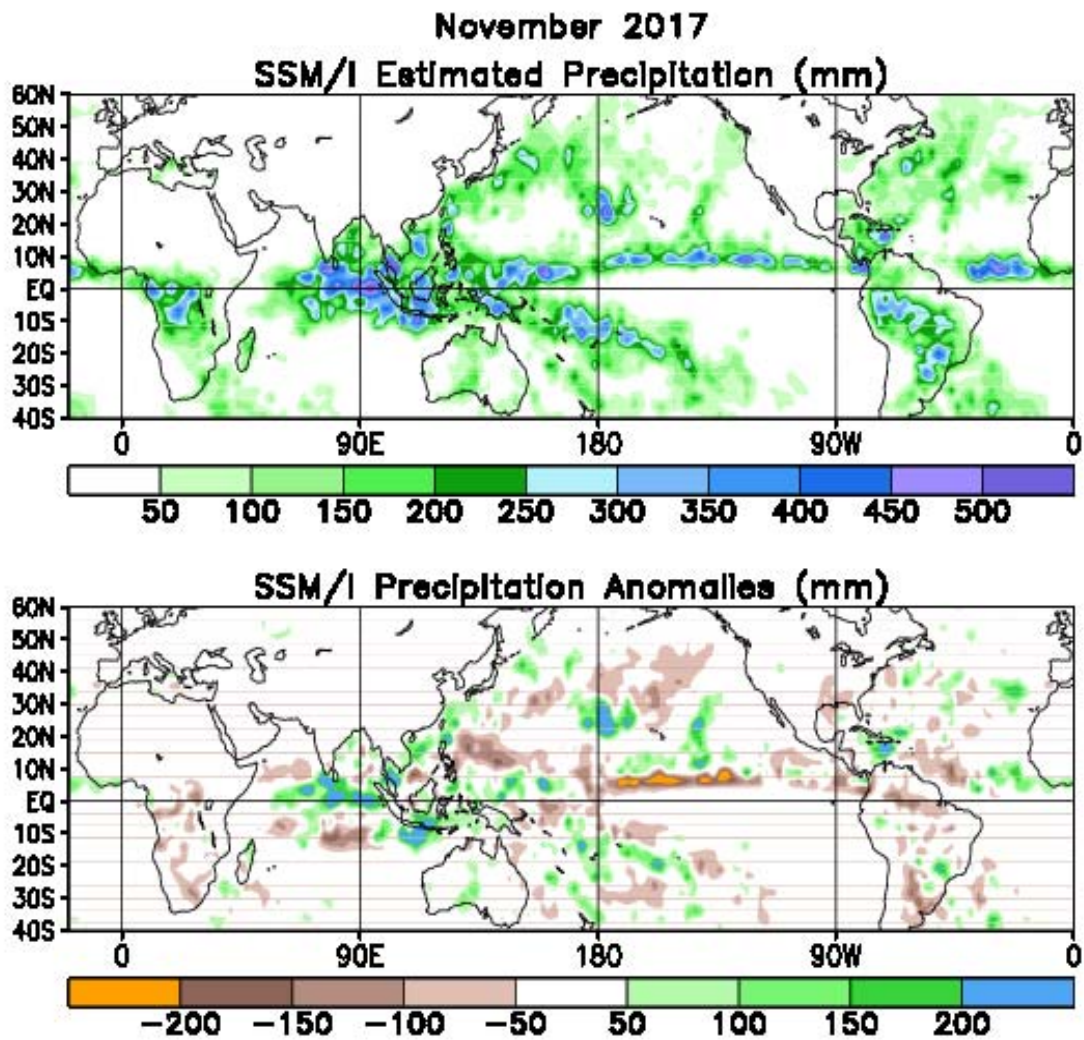 November 2017
SSM/I Estimated Precipitation (mm)
60N
50N
40N
30N
20N
10N
EQ
10S
20S
30S
40S
0 90E 180 90W 0
50 100 150 200 250 300 350 400 450 500
SSM/I Precipitation Anomalies (mm)
60N
50N
40N
30N
20N
10N
EQ
10S
20S
30S
40S
0 90E 180 90W 0
-200 -150 -100 -50 50 100 150 200